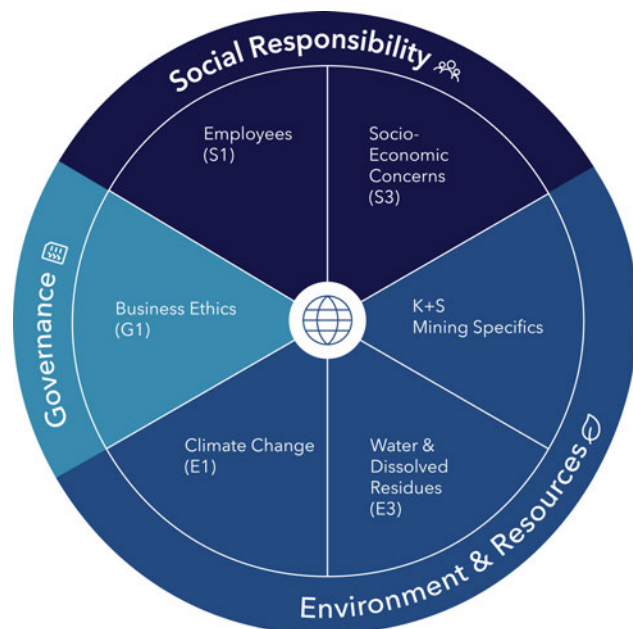 Social Responsibility
Employees
(S1)
Socio-
Economic
Concerns
(S3)
Governance
Business Ethics
(G1)
K+S
Mining Specifics
Climate Change
(E1)
Water &
Dissolved
Residues
(E3)
Environment & Resources